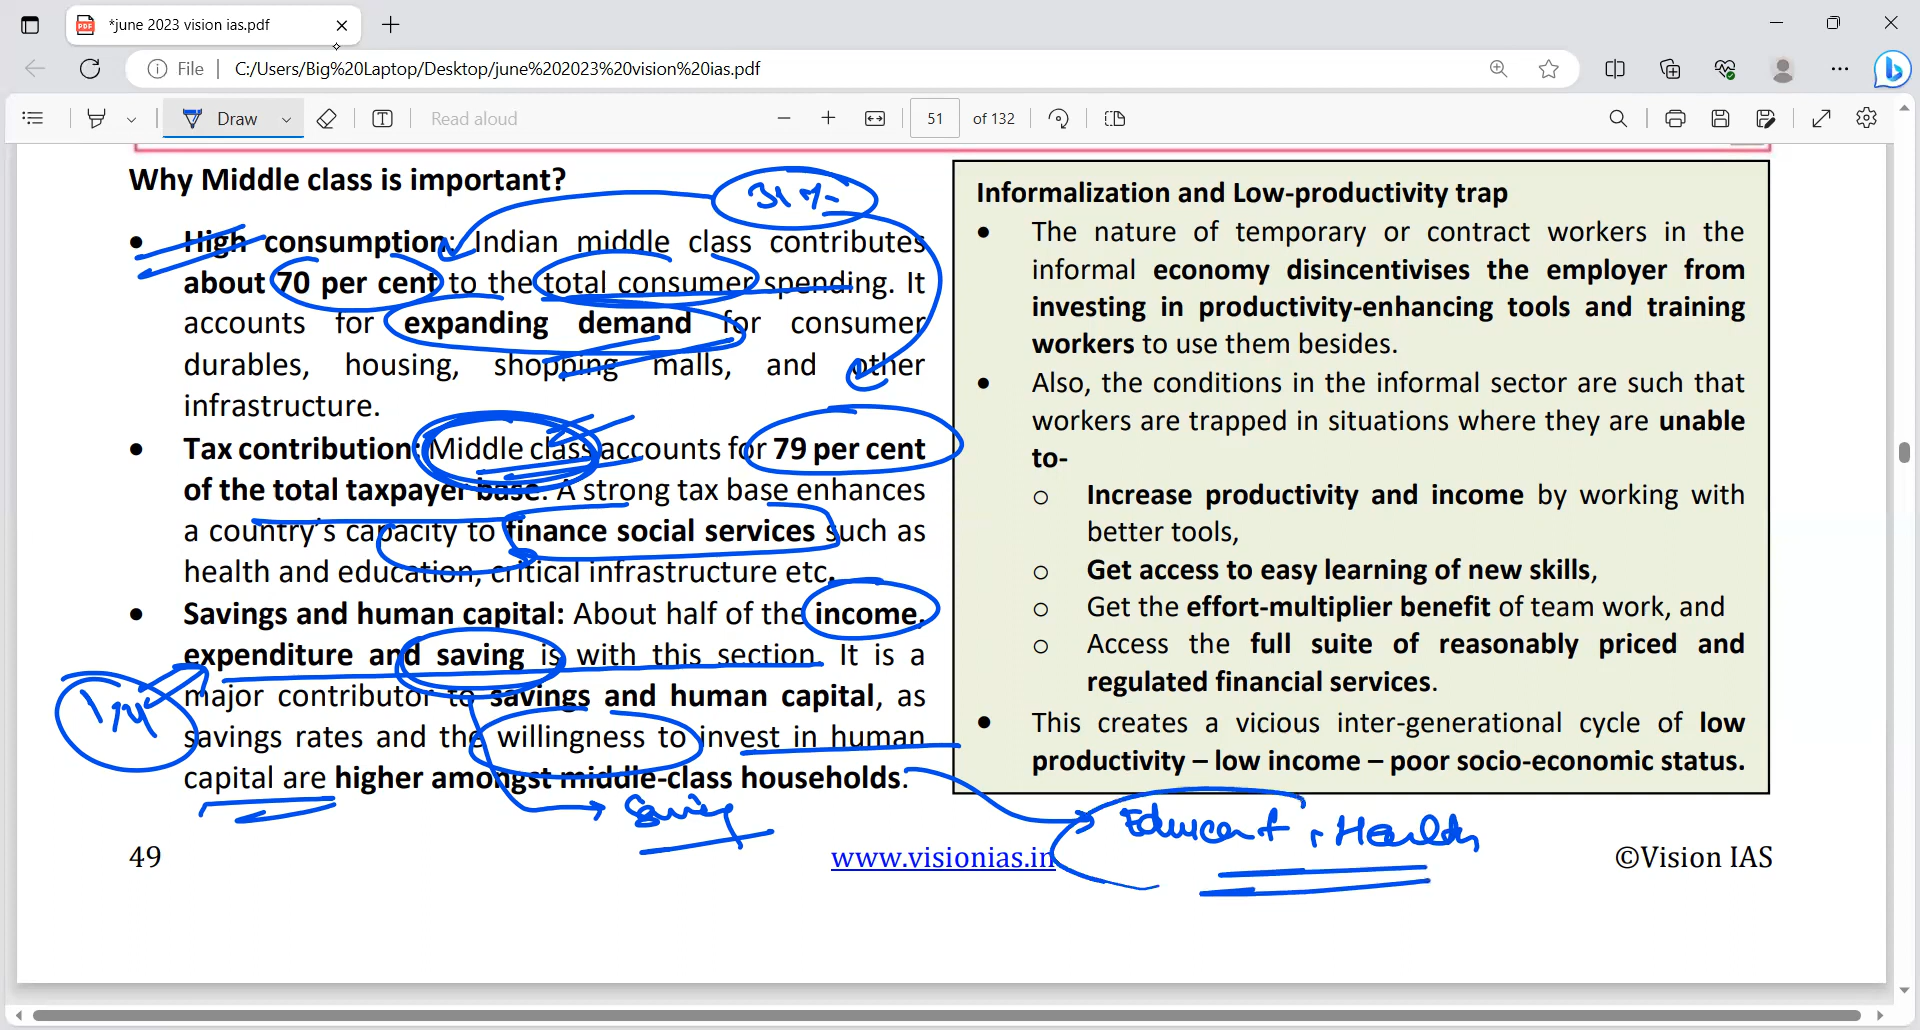 *june 2023 vision ias.pdf
File
C:/Users/Big%20Laptop/Desktop/june%202023%20vision%20ias.pdf
Draw
Read aloud
51
of 132
Why Middle class is important?
31%
• High consumption: Indian middle class contributes
about 70 per cent to the total consumer spending. It
accounts for expanding demand for consumer
durables, housing, shopping malls, and other
infrastructure.
• Tax contribution: Middle class accounts for 79 per cent
of the total taxpayer base. A strong tax base enhances
a country's capacity to finance social services such as
health and education, critical infrastructure etc.
• Savings and human capital: About half of the income,
expenditure and saving is with this section. It is a
major contributor to savings and human capital, as
savings rates and the willingness to invest in human
capital are higher amongst middle-class households.
Saving
Informalization and Low-productivity trap
• The nature of temporary or contract workers in the
informal economy disincentivises the employer from
investing in productivity-enhancing tools and training
workers to use them besides.
• Also, the conditions in the informal sector are such that
workers are trapped in situations where they are unable
to-
o Increase productivity and income by working with
better tools,
o Get access to easy learning of new skills,
o Get the effort-multiplier benefit of team work, and
o Access the full suite of reasonably priced and
regulated financial services.
• This creates a vicious inter-generational cycle of low
productivity – low income – poor socio-economic status.
Health
49
www.visionias.in
©Vision IAS